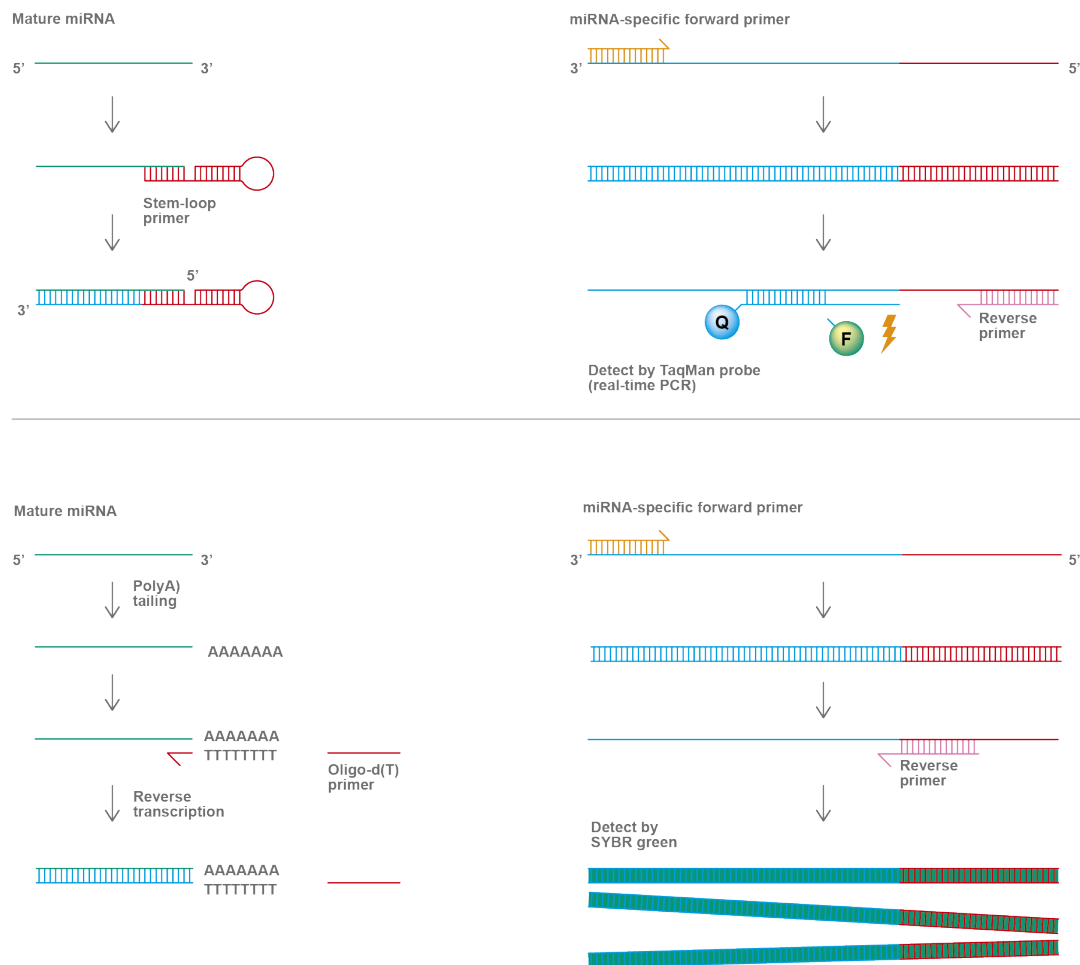 Mature miRNA
5’
3’
Stem-loop
primer
5’
3’
miRNA-specific forward primer
3’
5’
Q
F
Reverse
primer
Detect by TaqMan probe
(real-time PCR)
Mature miRNA
5’
3’
PolyA)
tailing
AAAAAAA
AAAAAAA
TTTTTTTT
Oligo-d(T)
primer
Reverse
transcription
AAAAAAA
TTTTTTTT
miRNA-specific forward primer
3’
5’
Reverse
primer
Detect by
SYBR green